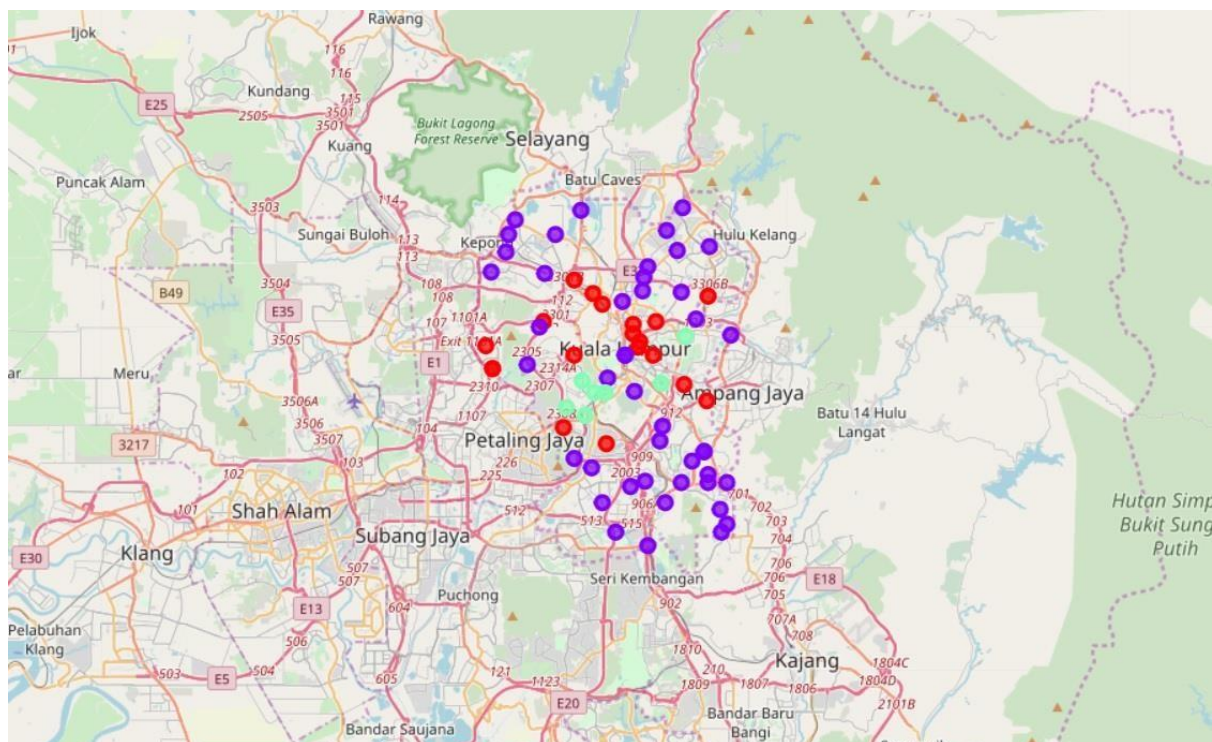 Rawang
Ijok
116
116
E25
Kundang
115
3501
2505
3501
Bukit Lagong
Forest Reserve
Selayang
Kuang
Puncak Alam
Batu Caves
114
3503
Sungai Buloh
113
113
Kepong
Hulu Kelang
3504
108
108
B49
112
3306B
E35
107
1101A
2301
E1
2305
Kuala
2314A
Meru
2310
2307
3506A
1107
Ampang Jaya
912
Batu 14 Hulu
Langat
3506
3507
104
Petaling Jaya
3217
103
226
909
102
225
2003
701
101
Shah Alam
512
906
703
513
515
704
Subang Jaya
E30
Klang
507
Hutan Simp
Bukit Sung
Putih
507
Seri Kembangan
706
E18
604
Puchong
706
705
E13
902
506
707A
Pelabuhan
Klang
708
1810
Kajang
503
504
E5
605
121
1123
210
1804C
1809
1807
1806
1804D
2101B
E20
Bandar Saujana
Bandar Baru
Bangi